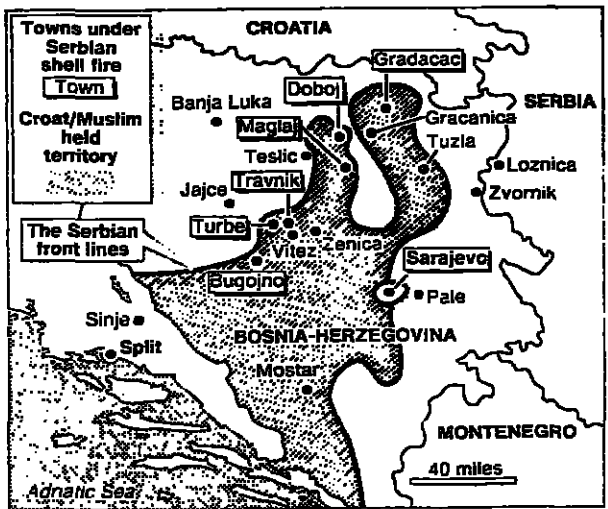 Towns under
Serbian
shell fire
Town
Croat/Muslim
held
territory
The Serbian
front lines
CROATIA
SERBIA
Gradacac
Doboj
Banja Luka
Maglaj
Gracanica
Tuzla
Teslic
Travnik
Loznica
Zvornik
Jajce
Turbe
Vitez
Zenica
Sarajevo
Bugojno
Pale
Sinje
BOSNIA-HERZEGOVINA
Split
Mostar
MONTENEGRO
40 miles
Adriatic Sea